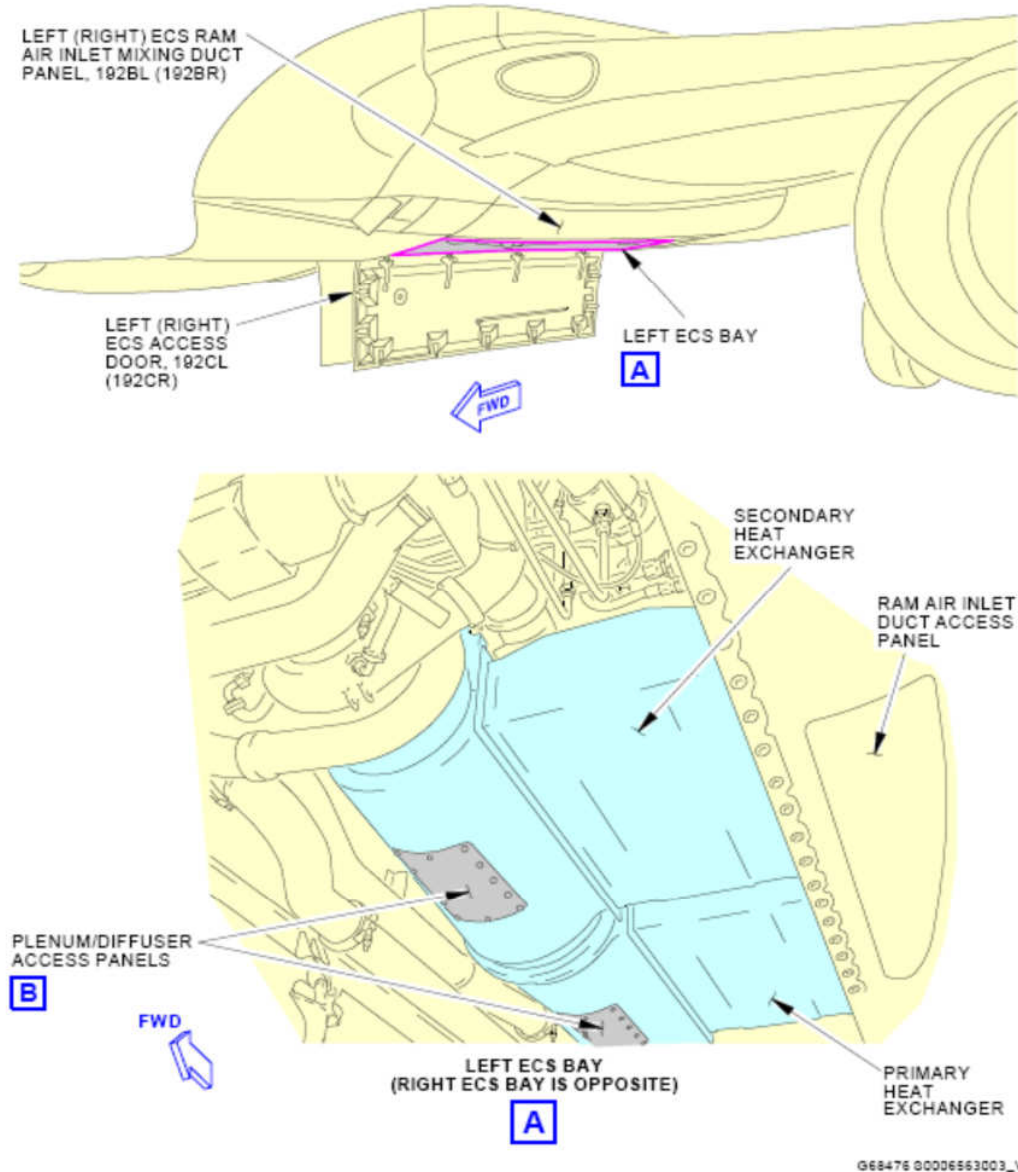 LEFT (RIGHT) ECS RAM
AIR INLET MIXING DUCT
PANEL, 192BL (192BR)
LEFT (RIGHT)
ECS ACCESS
DOOR, 192CL
(192CR)
LEFT ECS BAY
A
FWD
SECONDARY
HEAT
EXCHANGER
RAM AIR INLET
DUCT ACCESS
PANEL
PLENUM/DIFFUSER
ACCESS PANELS
B
FWD
LEFT ECS BAY
(RIGHT ECS BAY IS OPPOSITE)
A
PRIMARY
HEAT
EXCHANGER